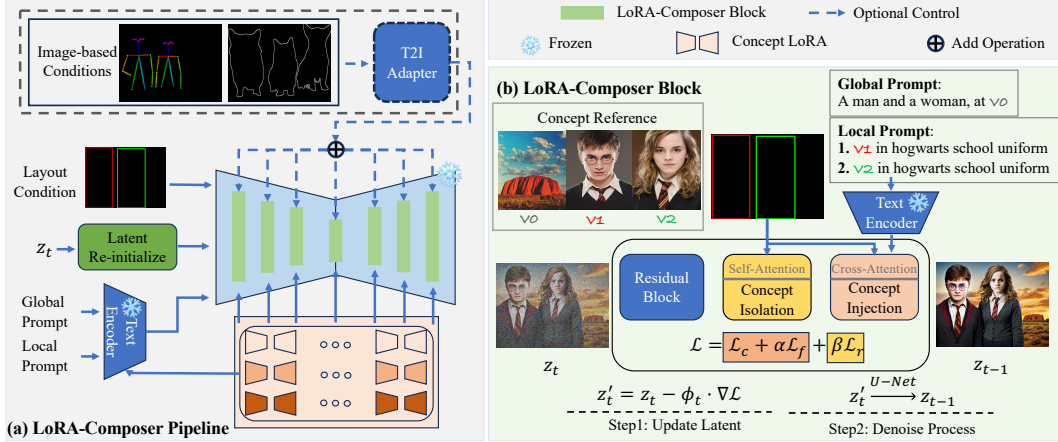 Image-based
Conditions
T2I
Adapter
Layout
Condition
z_t
Latent
Re-initialize
Global
Prompt
Local
Prompt
Text
Encoder
(a) LoRA-Composer Pipeline
LoRA-Composer Block
Optional Control
Frozen
Concept LoRA
Add Operation
(b) LoRA-Composer Block
Concept Reference
V0
V1
V2
Global Prompt:
A man and a woman, at V0
Local Prompt:
1. V1 in hogwarts school uniform
2. V2 in hogwarts school uniform
Text
Encoder
Residual
Block
Self-Attention
Concept
Isolation
Cross-Attention
Concept
Injection
ℒ = ℒ_c + αℒ_f + βℒ_r
z_t
z_{t-1}
z'_t = z_t − ϕ_t · ∇ℒ
Step1: Update Latent
z'_t U-Net → z_{t-1}
Step2: Denoise Process